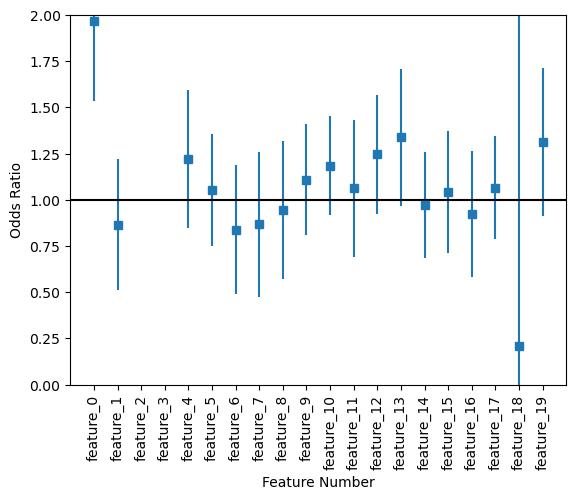 2.00
1.75
1.50
1.25
1.00
0.75
0.50
0.25
0.00
Odds Ratio
feature_0
feature_1
feature_2
feature_3
feature_4
feature_5
feature_6
feature_7
feature_8
feature_9
feature_10
feature_11
feature_12
feature_13
feature_14
feature_15
feature_16
feature_17
feature_18
feature_19
Feature Number